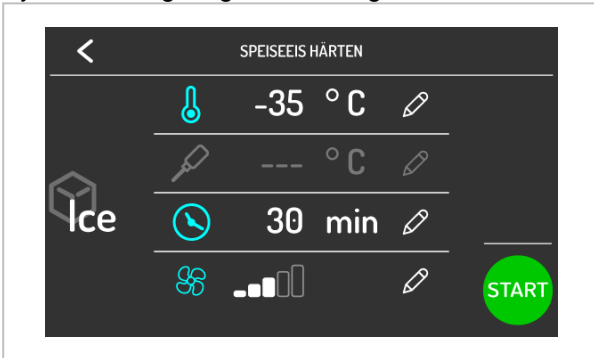 SPEISEEIS HÄRTEN
-35 °C
--- °C
Ice
30 min
START